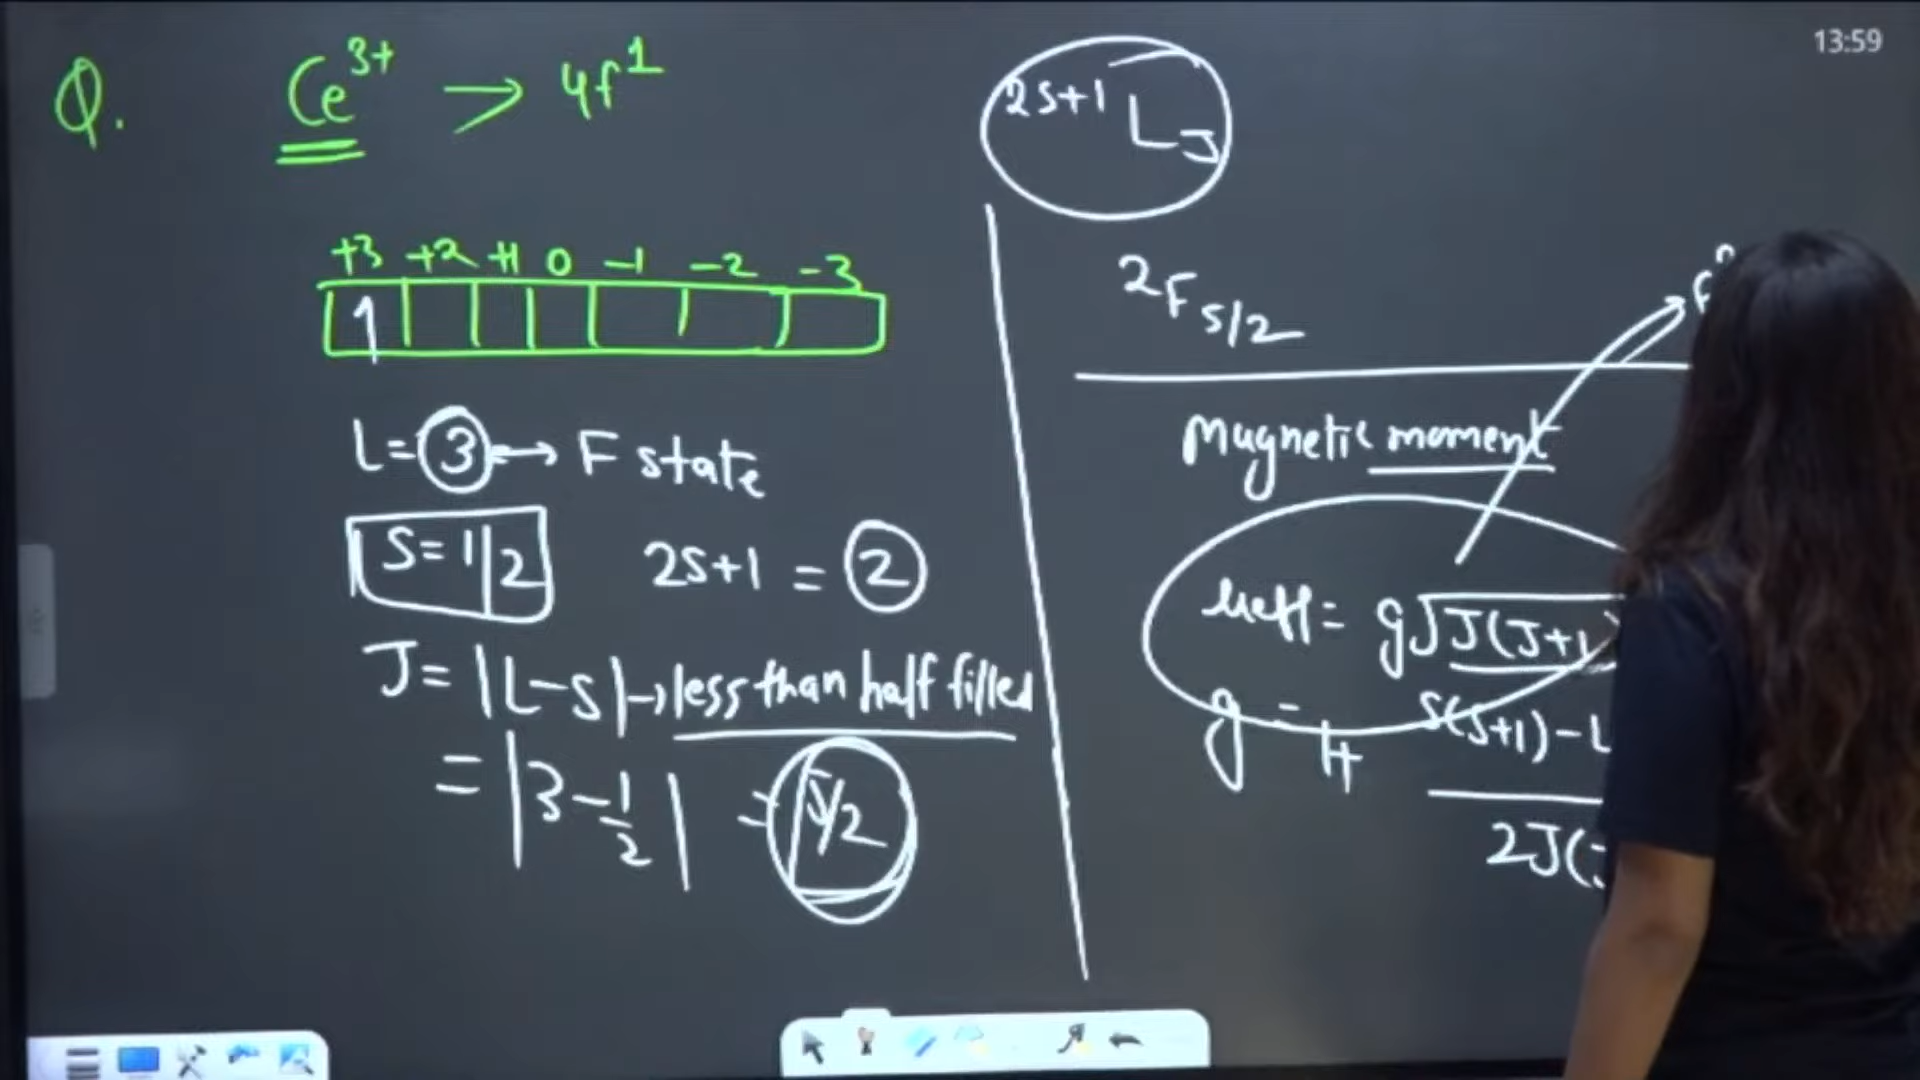 13:59
Q. Ce³⁺ → 4f¹
+3 +2 +1 0 -1 -2 -3
1
L = 3 → F state
S = 1/2 2S+1 = 2
J = |L-S| → less than half filled
= |3 - 1/2| = 5/2
2S+1 L J
2F5/2
Magnetic moment
μeff = g√J(J+1)
g = 1+ S(S+1)-L
2J(